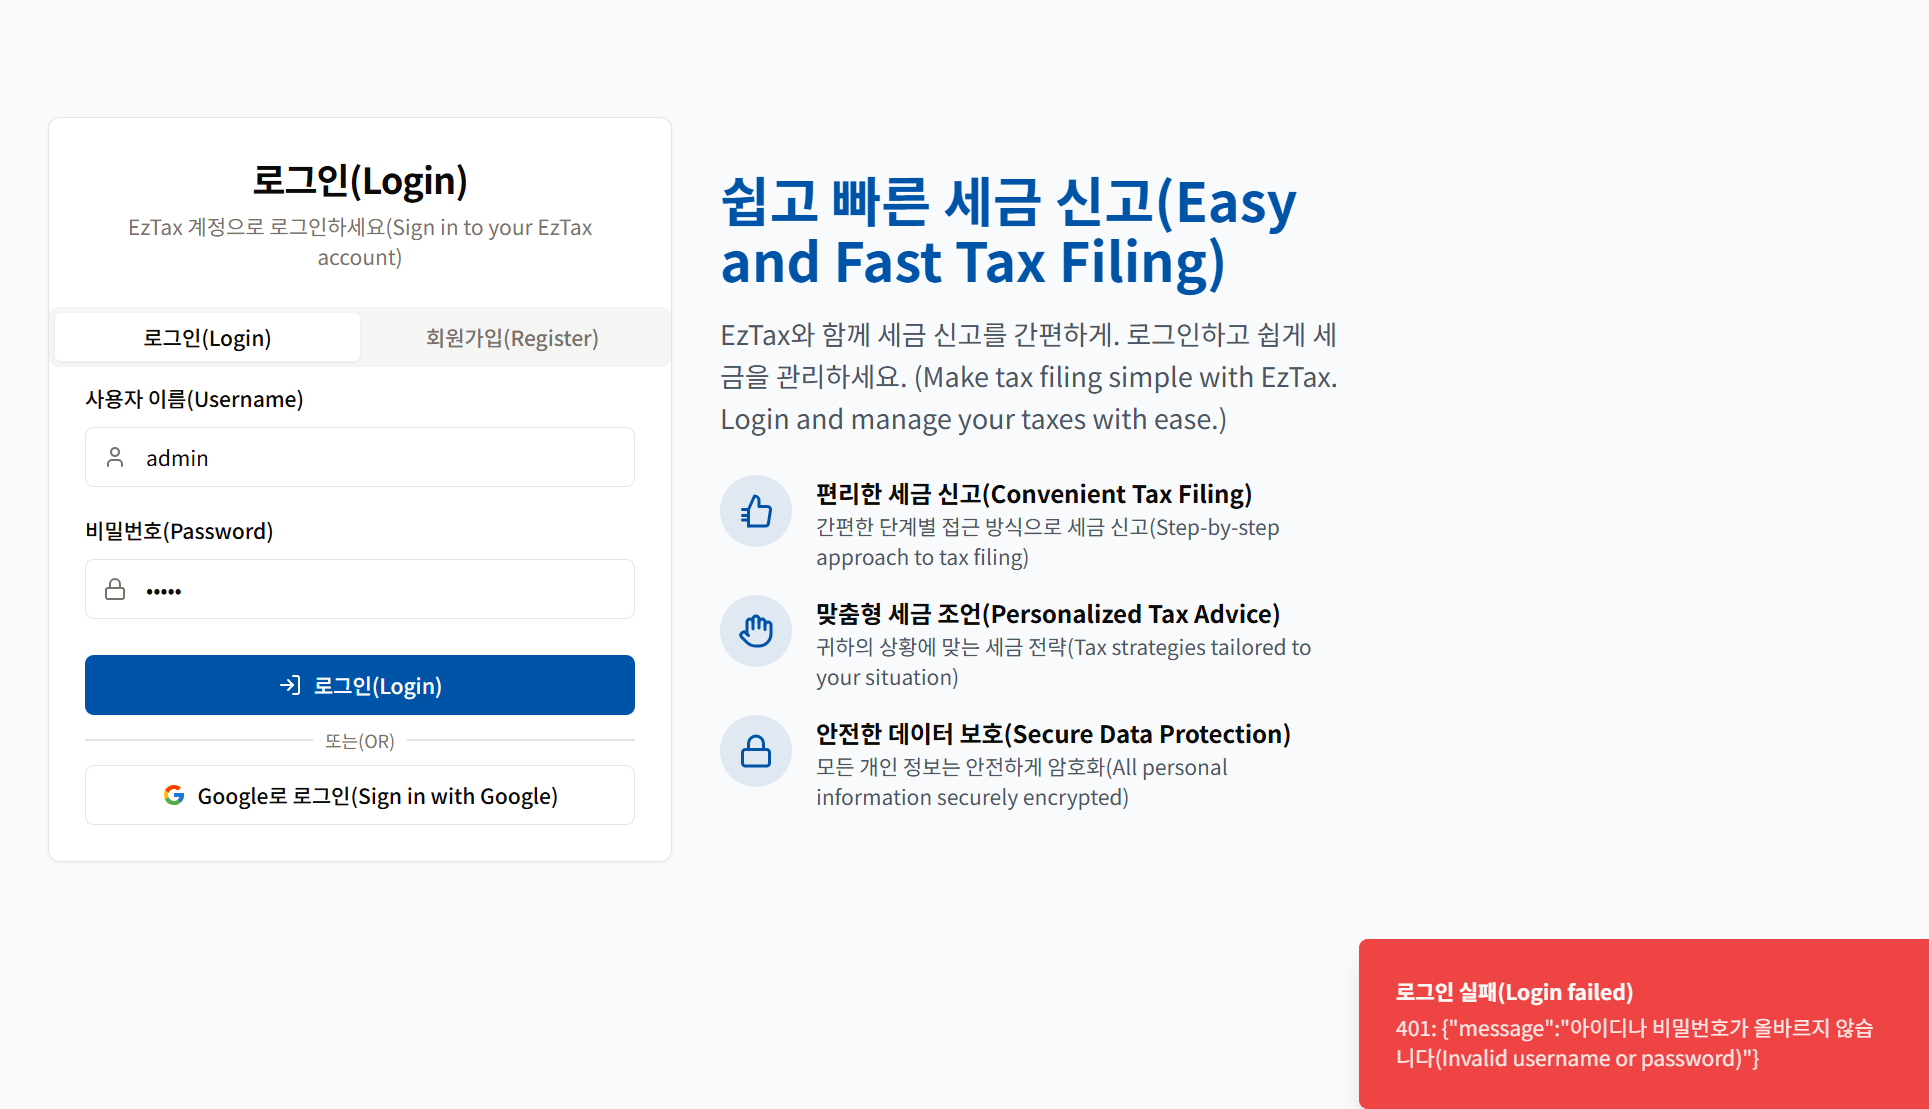 로그인(Login)
EzTax 계정으로 로그인하세요(Sign in to your EzTax
account)
로그인(Login)
회원가입(Register)
사용자 이름(Username)
admin
비밀번호(Password)
•••••
로그인(Login)
또는(OR)
Google로 로그인(Sign in with Google)
쉽고 빠른 세금 신고(Easy
and Fast Tax Filing)
EzTax와 함께 세금 신고를 간편하게. 로그인하고 쉽게 세
금을 관리하세요. (Make tax filing simple with EzTax.
Login and manage your taxes with ease.)
편리한 세금 신고(Convenient Tax Filing)
간편한 단계별 접근 방식으로 세금 신고(Step-by-step
approach to tax filing)
맞춤형 세금 조언(Personalized Tax Advice)
귀하의 상황에 맞는 세금 전략(Tax strategies tailored to
your situation)
안전한 데이터 보호(Secure Data Protection)
모든 개인 정보는 안전하게 암호화(All personal
information securely encrypted)
로그인 실패(Login failed)
401: {"message":"아이디나 비밀번호가 올바르지 않습
니다(Invalid username or password)"}